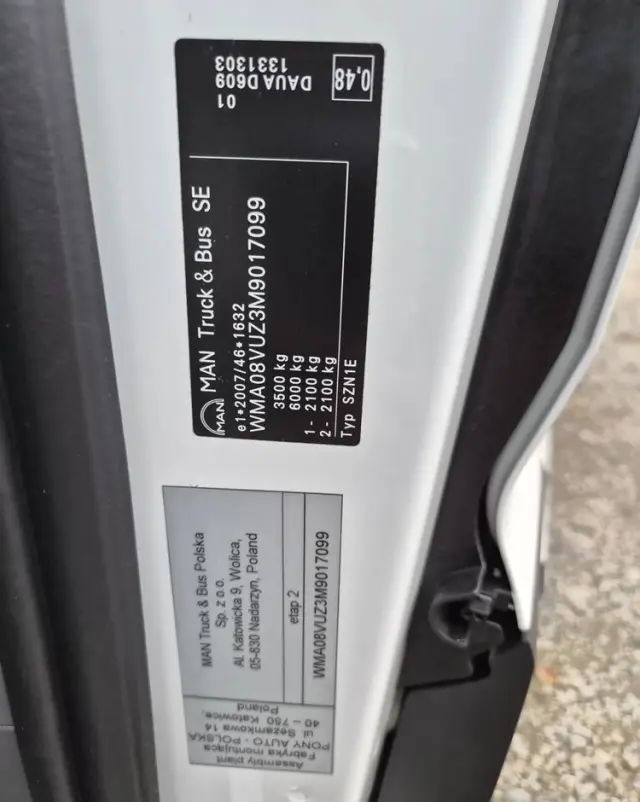 0,48
DAUA D609
1331303
01
MAN
MAN Truck & Bus SE
e1*2007/46*1632
WMA08VUZ3M9017099
3500 kg
6000 kg
1- 2100 kg
2- 2100 kg
Typ SZN1E
MAN Truck & Bus Polska
Sp. z o.o.
Al. Katowicka 9, Wolica,
05-830 Nadarzyn, Poland
etap 2
WMA08VUZ3M9017099
Assembly plant
Fabryka montująca
PONY AUTO - POLSKA
ul Sezamkowa 14
40-750 Katowice,
Poland